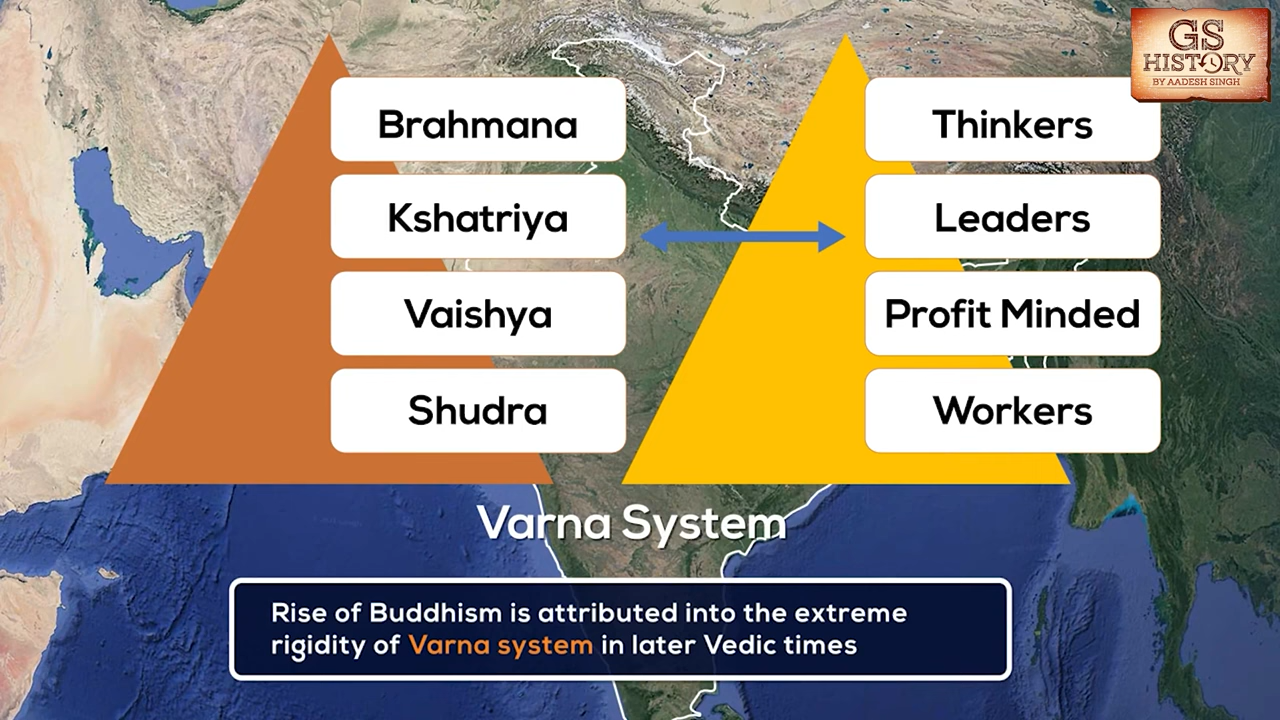 GS
HISTORY
BY AADESH SINGH
Brahmana
Thinkers
Kshatriya
Leaders
Vaishya
Profit Minded
Shudra
Workers
Varna System
Rise of Buddhism is attributed into the extreme
rigidity of Varna system in later Vedic times